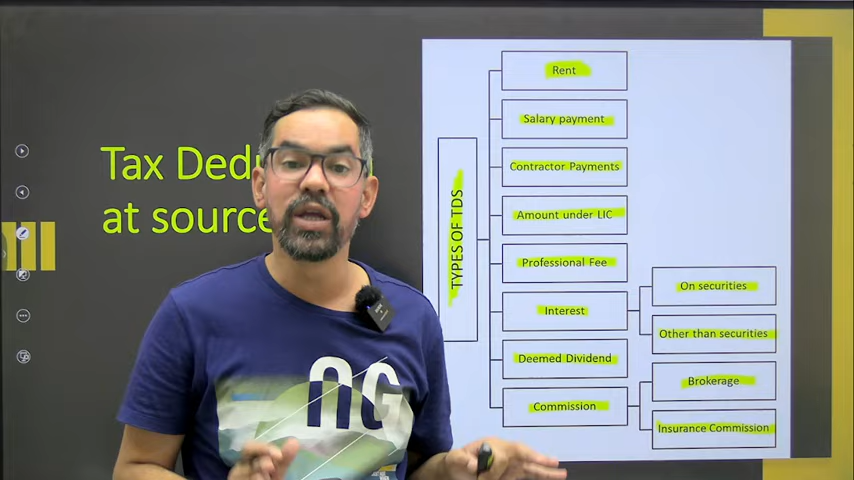 Tax Ded
at source
TYPES OF TDS
Rent
Salary payment
Contractor Payments
Amount under LIC
Professional Fee
Interest
On securities
Other than securities
Deemed Dividend
Commission
Brokerage
Insurance Commission